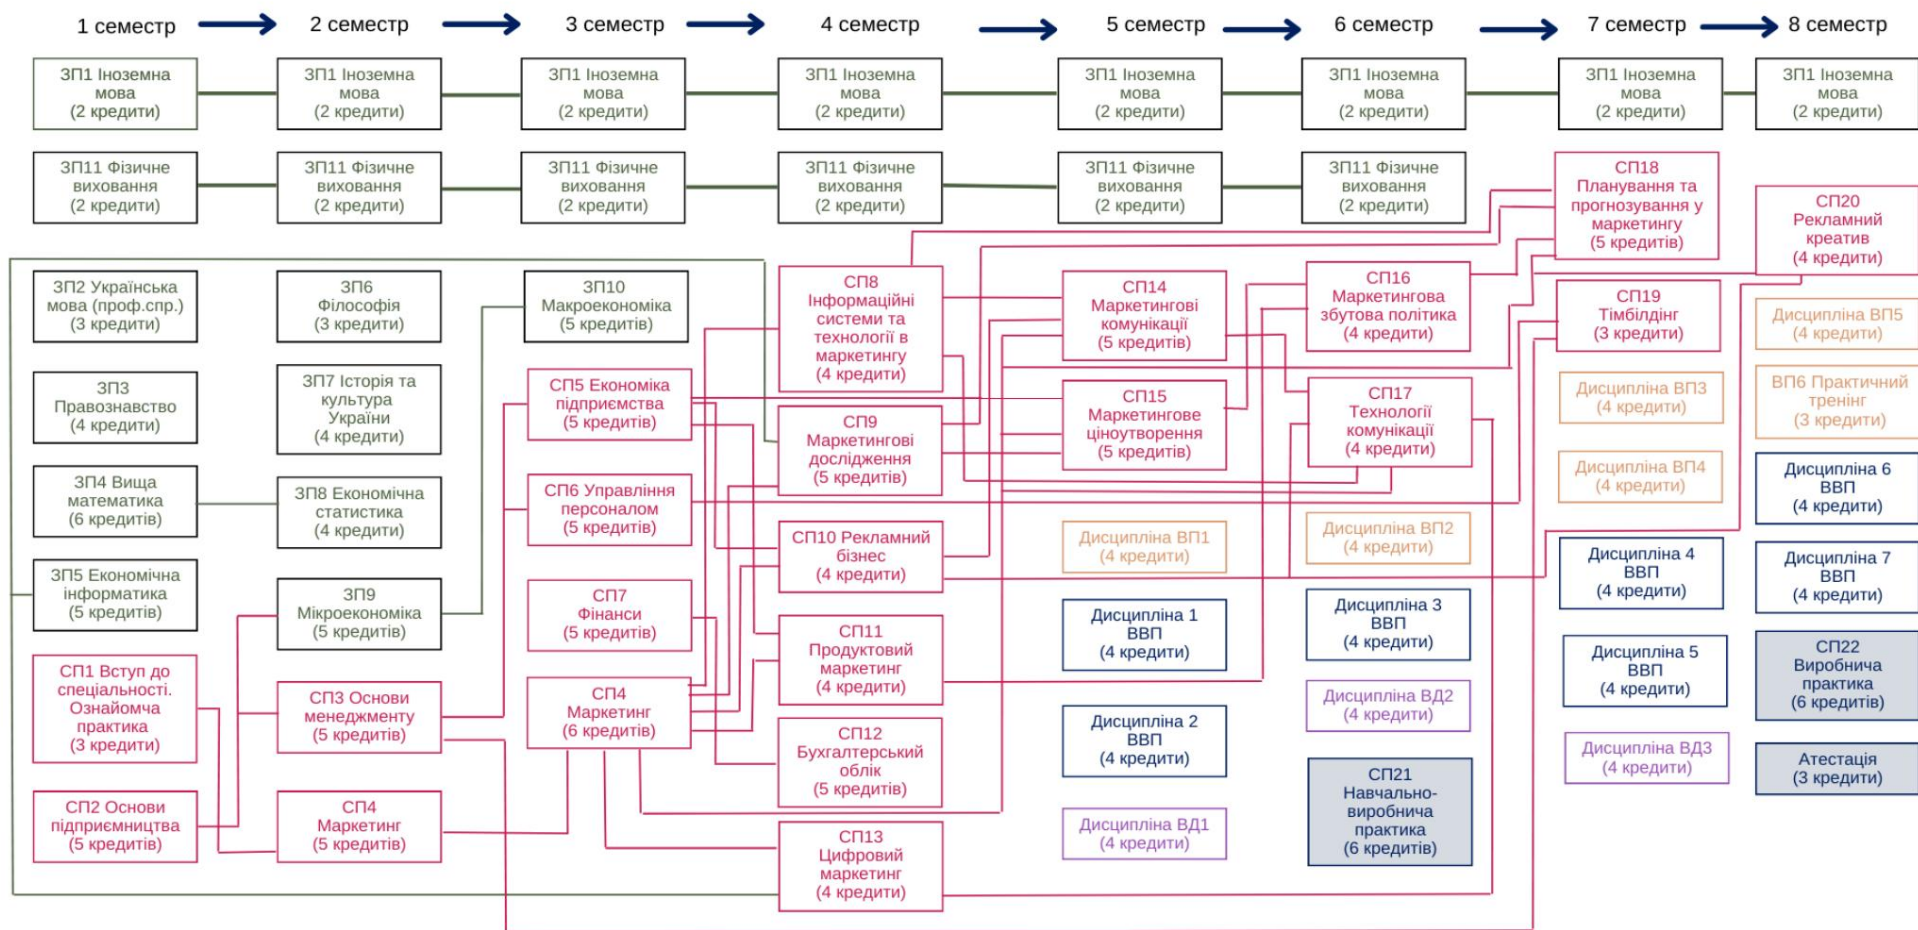 1 семестр
2 семестр
3 семестр
4 семестр
5 семестр
6 семестр
7 семестр
8 семестр
ЗП1 Іноземна
мова
(2 кредити)
ЗП11 Фізичне
виховання
(2 кредити)
ЗП2 Українська
мова (проф.спр.)
(3 кредити)
ЗП3
Правознавство
(4 кредити)
ЗП4 Вища
математика
(6 кредитів)
ЗП5 Економічна
інформатика
(5 кредитів)
СП1 Вступ до
спеціальності.
Ознайомча
практика
(3 кредити)
СП2 Основи
підприємництва
(5 кредитів)
ЗП1 Іноземна
мова
(2 кредити)
ЗП11 Фізичне
виховання
(2 кредити)
ЗП6
Філософія
(3 кредити)
ЗП7 Історія та
культура
України
(4 кредити)
ЗП8 Економічна
статистика
(4 кредити)
ЗП9
Мікроекономіка
(5 кредитів)
СП3 Основи
менеджменту
(5 кредитів)
СП4
Маркетинг
(5 кредитів)
ЗП1 Іноземна
мова
(2 кредити)
ЗП11 Фізичне
виховання
(2 кредити)
ЗП10
Макроекономіка
(5 кредитів)
СП5 Економіка
підприємства
(5 кредитів)
СП6 Управління
персоналом
(5 кредитів)
СП7
Фінанси
(5 кредитів)
СП4
Маркетинг
(6 кредитів)
ЗП1 Іноземна
мова
(2 кредити)
ЗП11 Фізичне
виховання
(2 кредити)
СП8
Інформаційні
системи та
технології в
маркетингу
(4 кредити)
СП9
Маркетингові
дослідження
(5 кредитів)
СП10 Рекламний
бізнес
(4 кредити)
СП11
Продуктовий
маркетинг
(4 кредити)
СП12
Бухгалтерський
облік
(5 кредитів)
СП13
Цифровий
маркетинг
(4 кредити)
ЗП1 Іноземна
мова
(2 кредити)
ЗП11 Фізичне
виховання
(2 кредити)
СП14
Маркетингові
комунікації
(5 кредитів)
СП15
Маркетингове
ціноутворення
(5 кредитів)
Дисципліна ВП1
(4 кредити)
Дисципліна 1
ВВП
(4 кредити)
Дисципліна 2
ВВП
(4 кредити)
Дисципліна ВД1
(4 кредити)
ЗП1 Іноземна
мова
(2 кредити)
ЗП11 Фізичне
виховання
(2 кредити)
СП16
Маркетингова
збутова політика
(4 кредити)
СП17
Технології
комунікації
(4 кредити)
Дисципліна ВП2
(4 кредити)
Дисципліна 3
ВВП
(4 кредити)
Дисципліна ВД2
(4 кредити)
СП21
Навчально-
виробнича
практика
(6 кредитів)
ЗП1 Іноземна
мова
(2 кредити)
СП18
Планування та
прогнозування у
маркетингу
(5 кредитів)
СП19
Тімбілдінг
(3 кредити)
Дисципліна ВП3
(4 кредити)
Дисципліна ВП4
(4 кредити)
Дисципліна 4
ВВП
(4 кредити)
Дисципліна 5
ВВП
(4 кредити)
Дисципліна ВД3
(4 кредити)
ЗП1 Іноземна
мова
(2 кредити)
СП20
Рекламний
креатив
(4 кредити)
Дисципліна ВП5
(4 кредити)
ВП6 Практичний
тренінг
(3 кредити)
Дисципліна 6
ВВП
(4 кредити)
Дисципліна 7
ВВП
(4 кредити)
СП22
Виробнича
практика
(6 кредитів)
Атестація
(3 кредити)